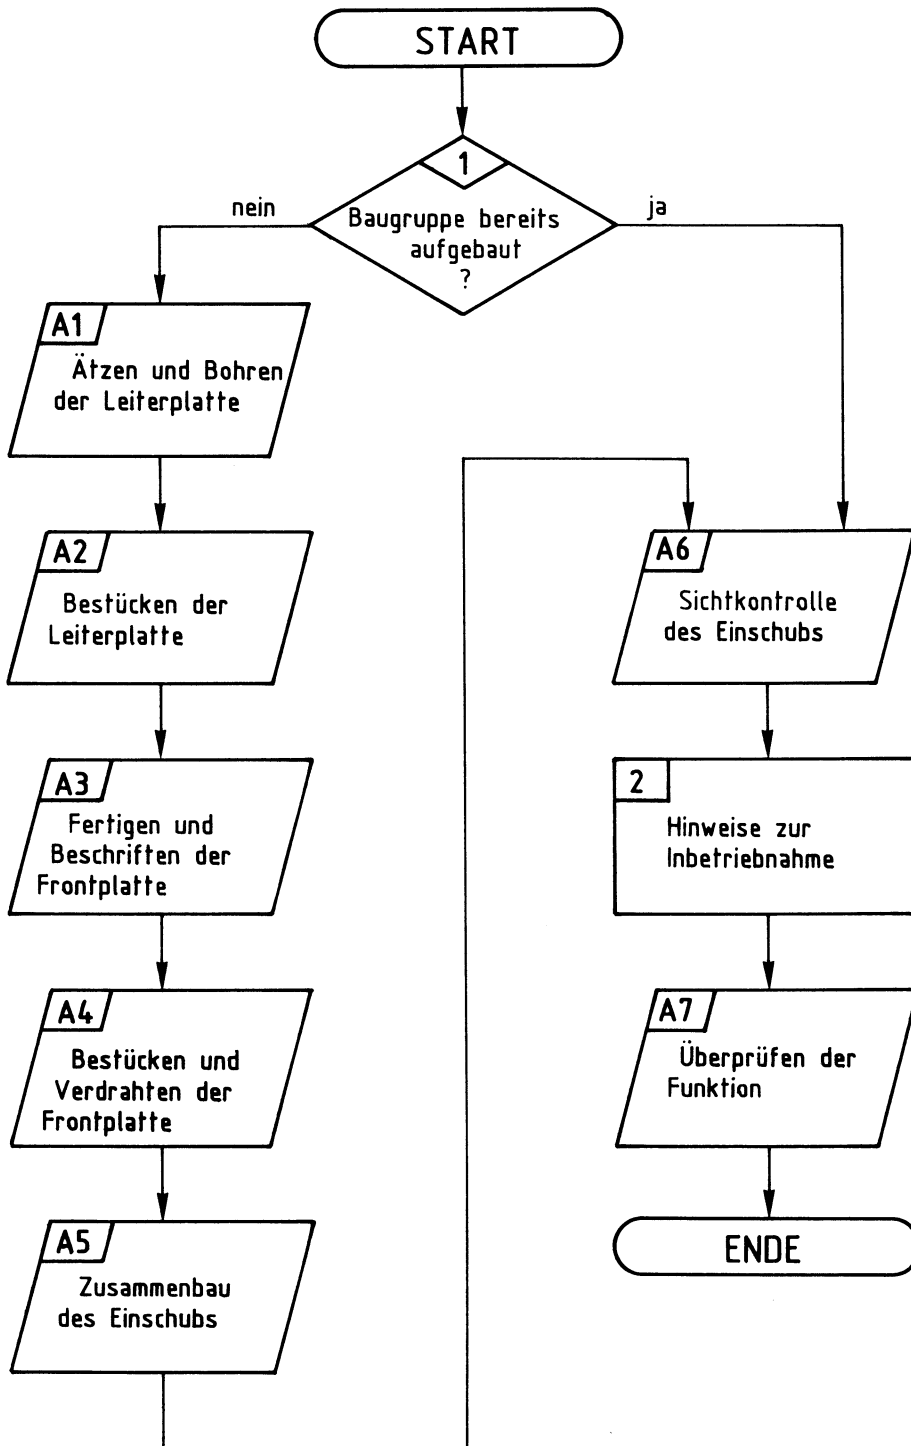 START
1
Baugruppe bereits
aufgebaut
?
nein
ja
A1
Ätzen und Bohren
der Leiterplatte
A2
Bestücken der
Leiterplatte
A3
Fertigen und
Beschriften der
Frontplatte
A4
Bestücken und
Verdrahten der
Frontplatte
A5
Zusammenbau
des Einschubs
A6
Sichtkontrolle
des Einschubs
2
Hinweise zur
Inbetriebnahme
A7
Überprüfen der
Funktion
ENDE